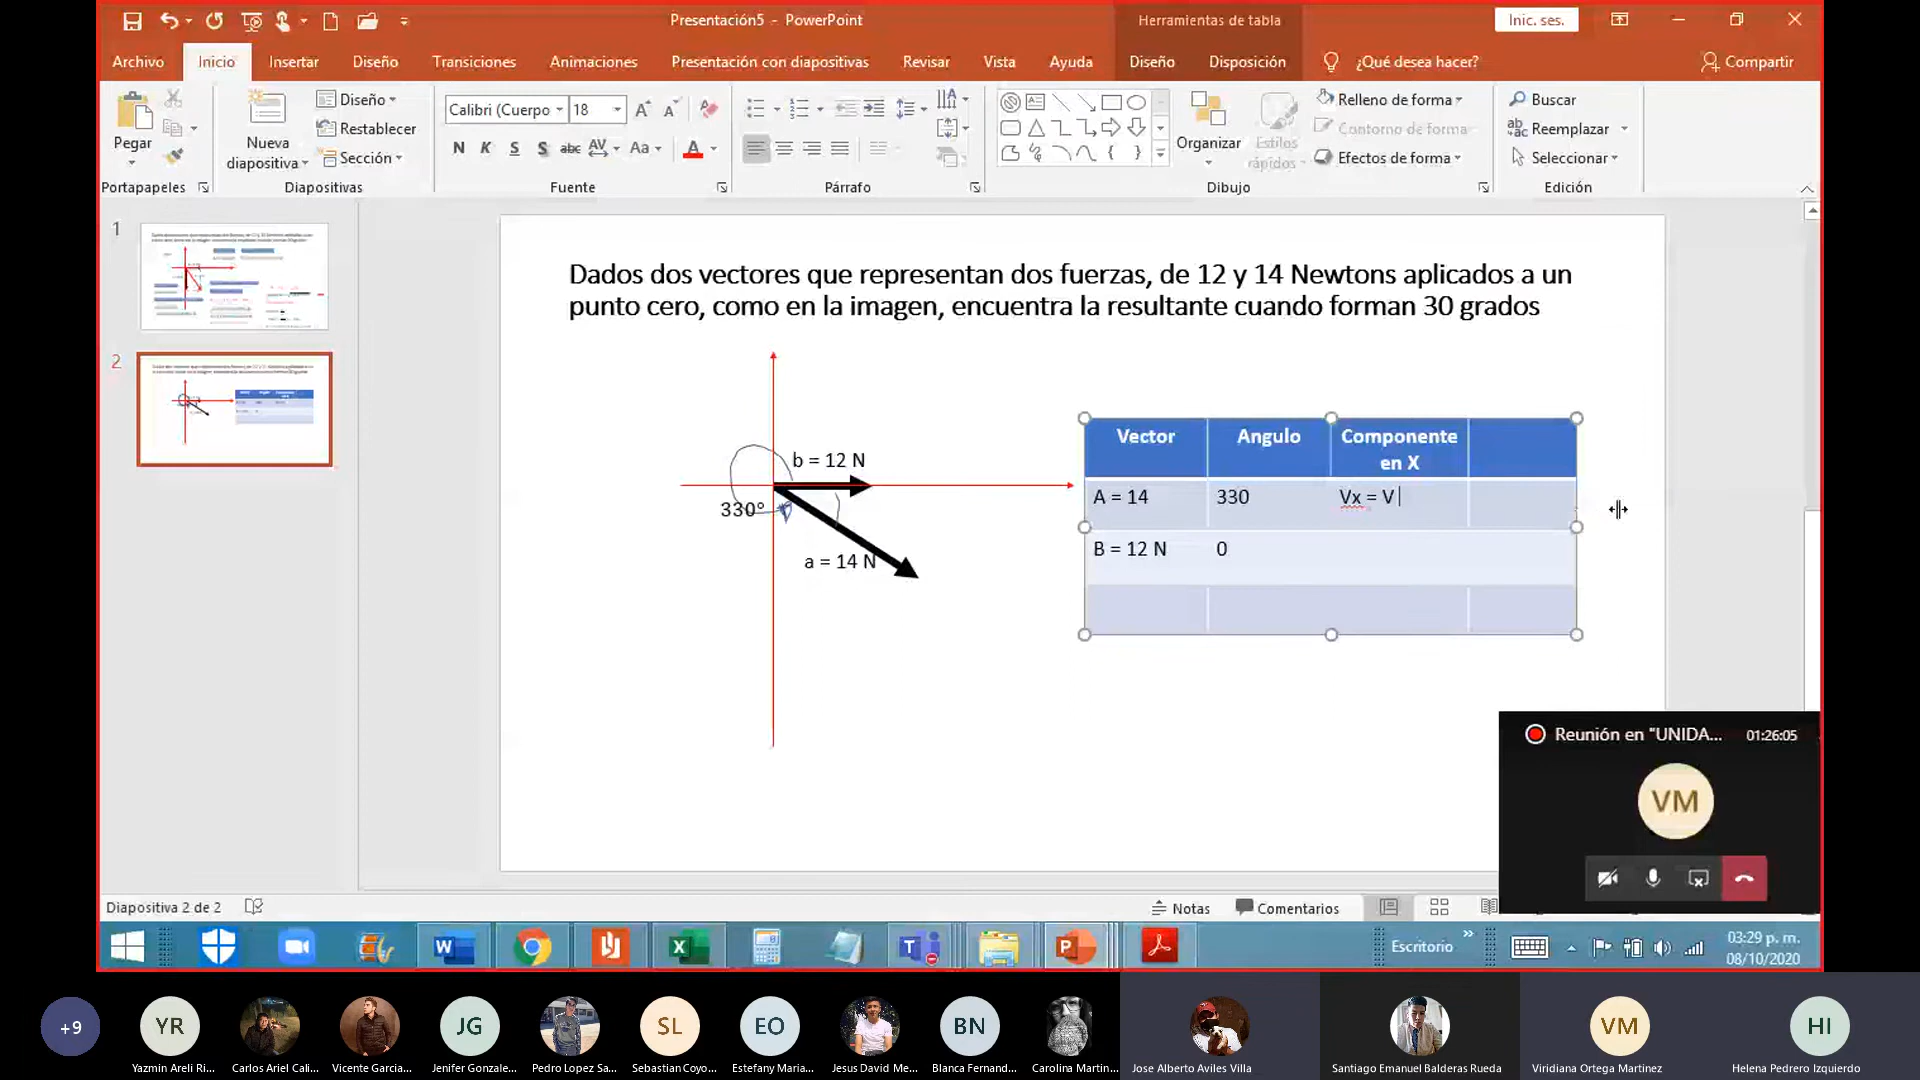 Presentación5 - PowerPoint
Herramientas de tabla
Inic. ses.
Archivo
Inicio
Insertar
Diseño
Transiciones
Animaciones
Presentación con diapositivas
Revisar
Vista
Ayuda
Diseño
Disposición
¿Qué desea hacer?
Compartir
Pegar
Nueva
diapositiva
Diseño
Restablecer
Sección
Calibri (Cuerpo
18
N K S S abc AV Aa A
Organizar
Estilos
rápidos
Relleno de forma
Contorno de forma
Efectos de forma
Buscar
Reemplazar
Seleccionar
Portapapeles
Diapositivas
Fuente
Párrafo
Dibujo
Edición
1
2
Dados dos vectores que representan dos fuerzas, de 12 y 14 Newtons aplicados a un
punto cero, como en la imagen, encuentra la resultante cuando forman 30 grados
b = 12 N
330°
a = 14 N
Vector
Angulo
Componente
en X
A = 14
330
Vx = V
B = 12 N
0
Reunión en "UNIDA...
01:26:05
VM
Diapositiva 2 de 2
Notas
Comentarios
Escritorio
03:29 p. m.
08/10/2020
+9
YR
JG
SL
EO
BN
VM
HI
Yazmin Areli Ri...
Carlos Ariel Cali...
Vicente Garcia...
Jenifer Gonzale...
Pedro Lopez Sa...
Sebastian Coyo...
Estefany Maria...
Jesus David Me...
Blanca Fernand...
Carolina Martin...
Jose Alberto Aviles Villa
Santiago Emanuel Balderas Rueda
Viridiana Ortega Martinez
Helena Pedrero Izquierdo